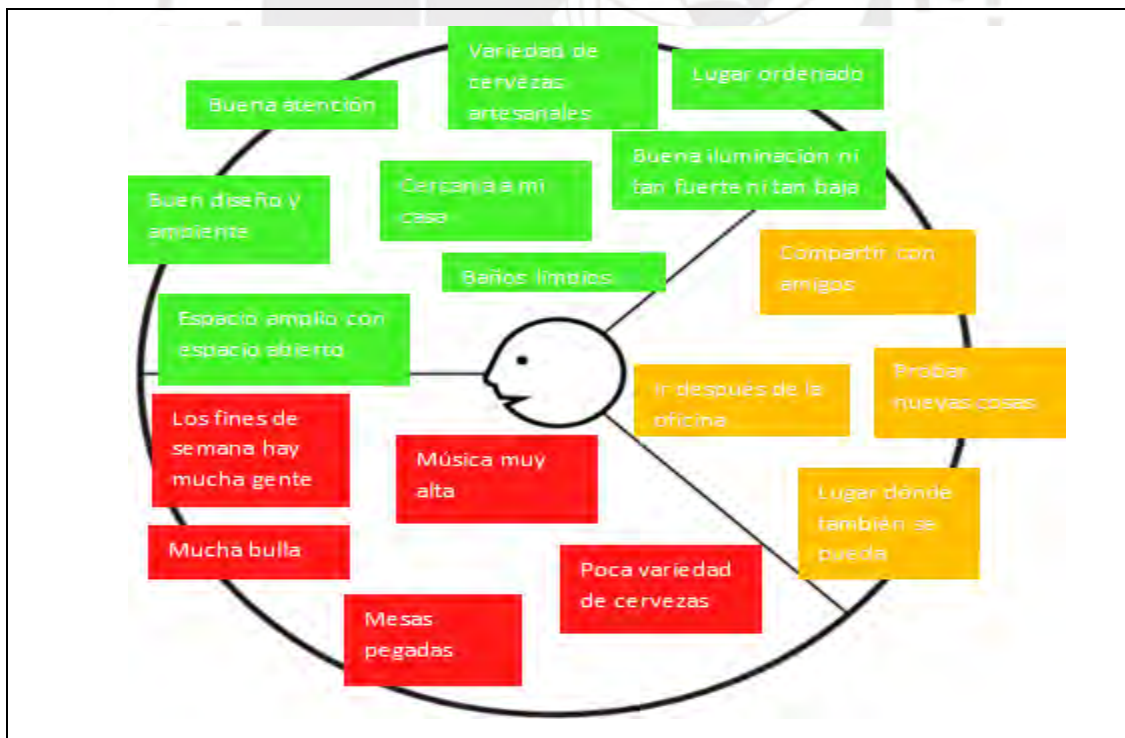 Variedad de
cervezas
artesanales
Lugar ordenado
Buena atención
Buena iluminación ni
tan fuerte ni tan baja
Cercanía a mi
casa
Buen diseño y
ambiente
Baños limpios
Compartir con
amigos
Espacio amplio con
espacio abierto
Probar
nuevas cosas
Ir después de la
oficina
Los fines de
semana hay
mucha gente
Música muy
alta
Lugar dónde
también se
pueda
Mucha bulla
Poca variedad
de cervezas
Mesas
pegadas